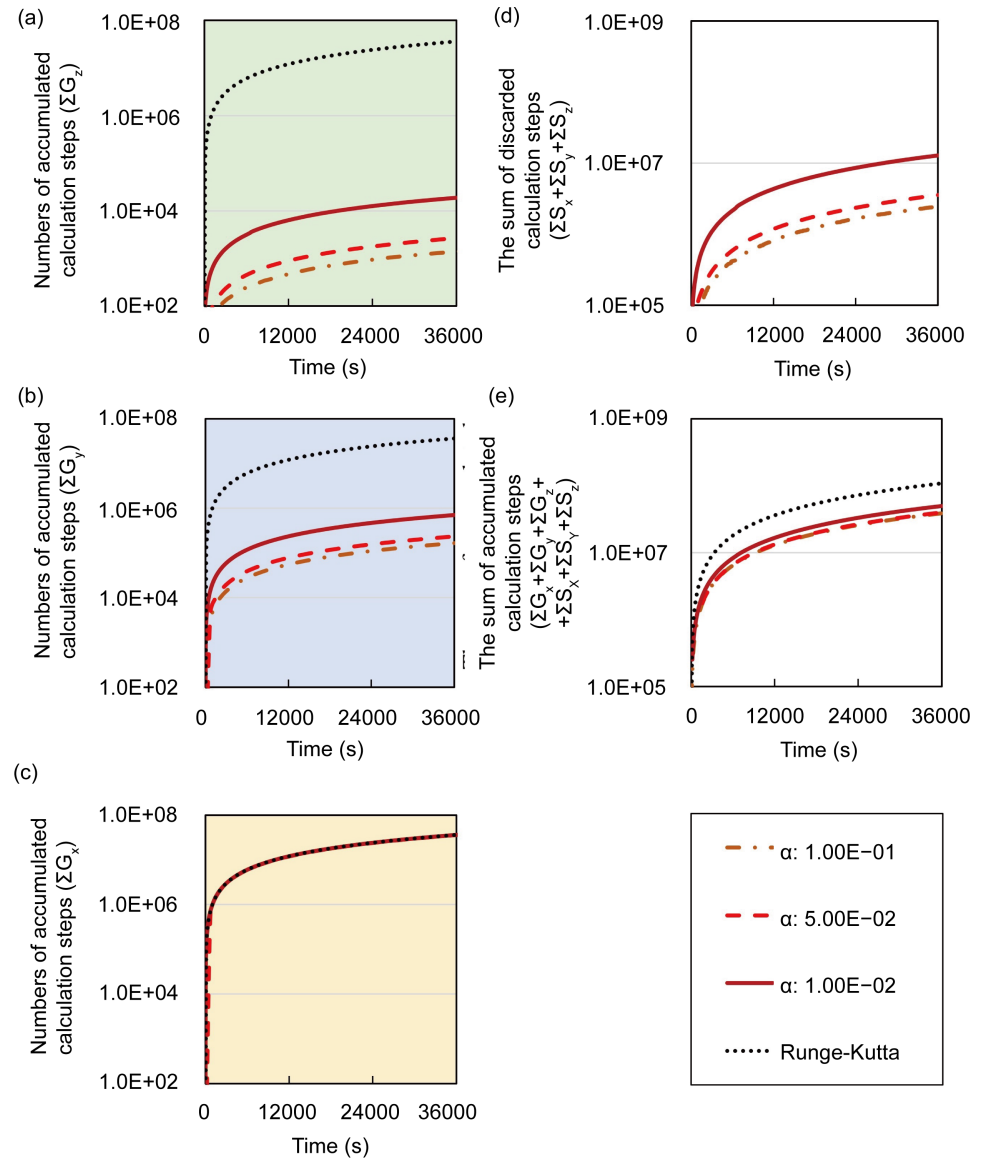 (a)
Numbers of accumulated
calculation steps (ΣGz)
1.0E+08
1.0E+06
1.0E+04
1.0E+02
0 12000 24000 36000
Time (s)
(d)
The sum of discarded
calculation steps
(ΣSx+ΣSy+ΣSz)
1.0E+09
1.0E+07
1.0E+05
0 12000 24000 36000
Time (s)
(b)
Numbers of accumulated
calculation steps (ΣGy)
1.0E+08
1.0E+06
1.0E+04
1.0E+02
0 12000 24000 36000
Time (s)
(e)
The sum of accumulated
calculation steps
(ΣGx+ΣGy+ΣGz+
+ΣSX+ΣSY+ΣSZ)
1.0E+09
1.0E+07
1.0E+05
0 12000 24000 36000
Time (s)
(c)
Numbers of accumulated
calculation steps (ΣGx)
1.0E+08
1.0E+06
1.0E+04
1.0E+02
0 12000 24000 36000
Time (s)
α: 1.00E−01
α: 5.00E−02
α: 1.00E−02
Runge-Kutta